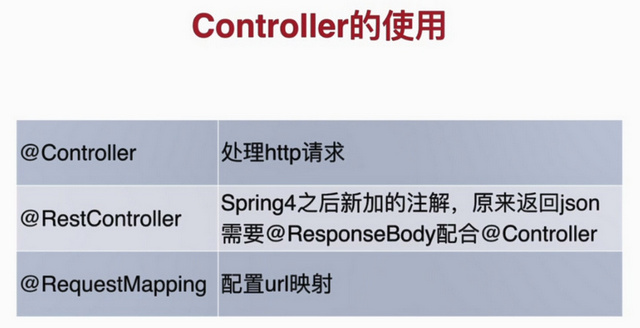 Controller的使用
@Controller 处理http请求
@RestController Spring4之后新加的注解，原来返回json
需要@ResponseBody配合@Controller
@RequestMapping 配置url映射